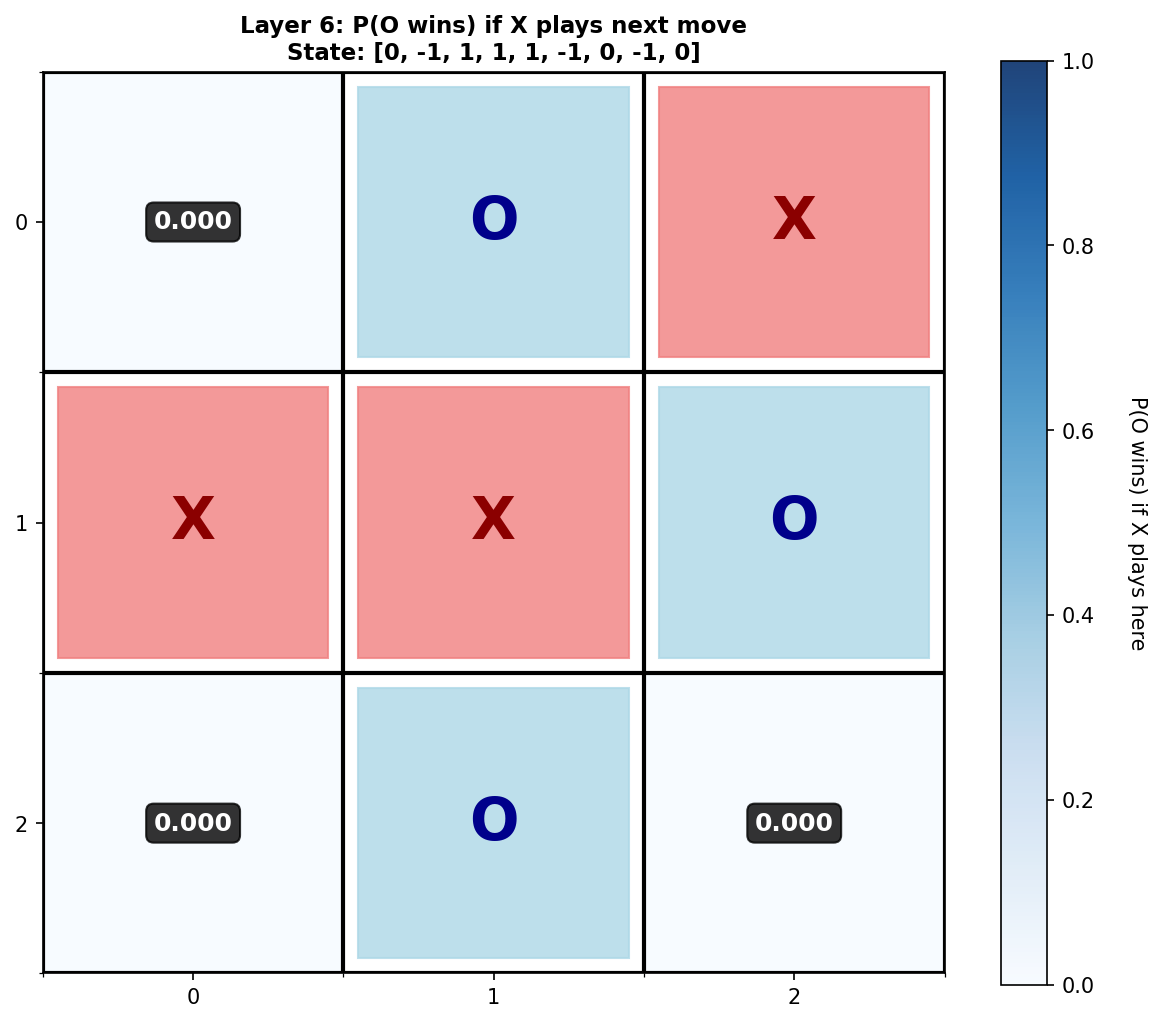 Layer 6: P(O wins) if X plays next move
State: [0, -1, 1, 1, 1, -1, 0, -1, 0]
0
0.000
O
X
1
X
X
O
2
0.000
O
0.000
0
1
2
1.0
0.8
0.6
0.4
0.2
0.0
P(O wins) if X plays here